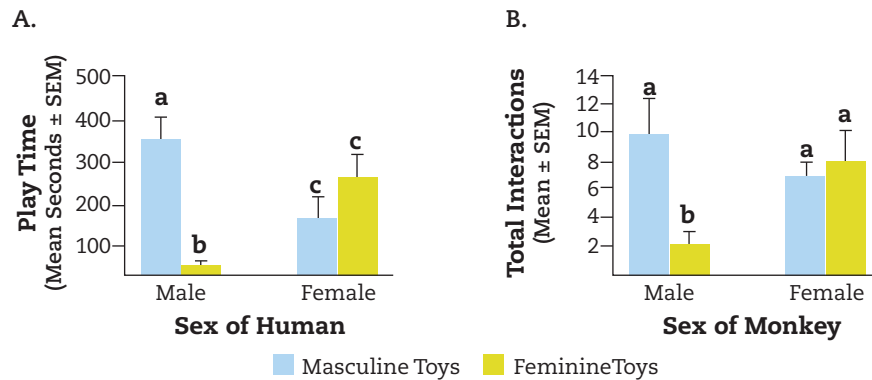 A.
Play Time
(Mean Seconds ± SEM)
500
400
300
200
100
a
b
c
c
Male
Female
Sex of Human
B.
Total Interactions
(Mean ± SEM)
14
12
10
8
6
4
2
a
b
a
a
Male
Female
Sex of Monkey
Masculine Toys
FeminineToys